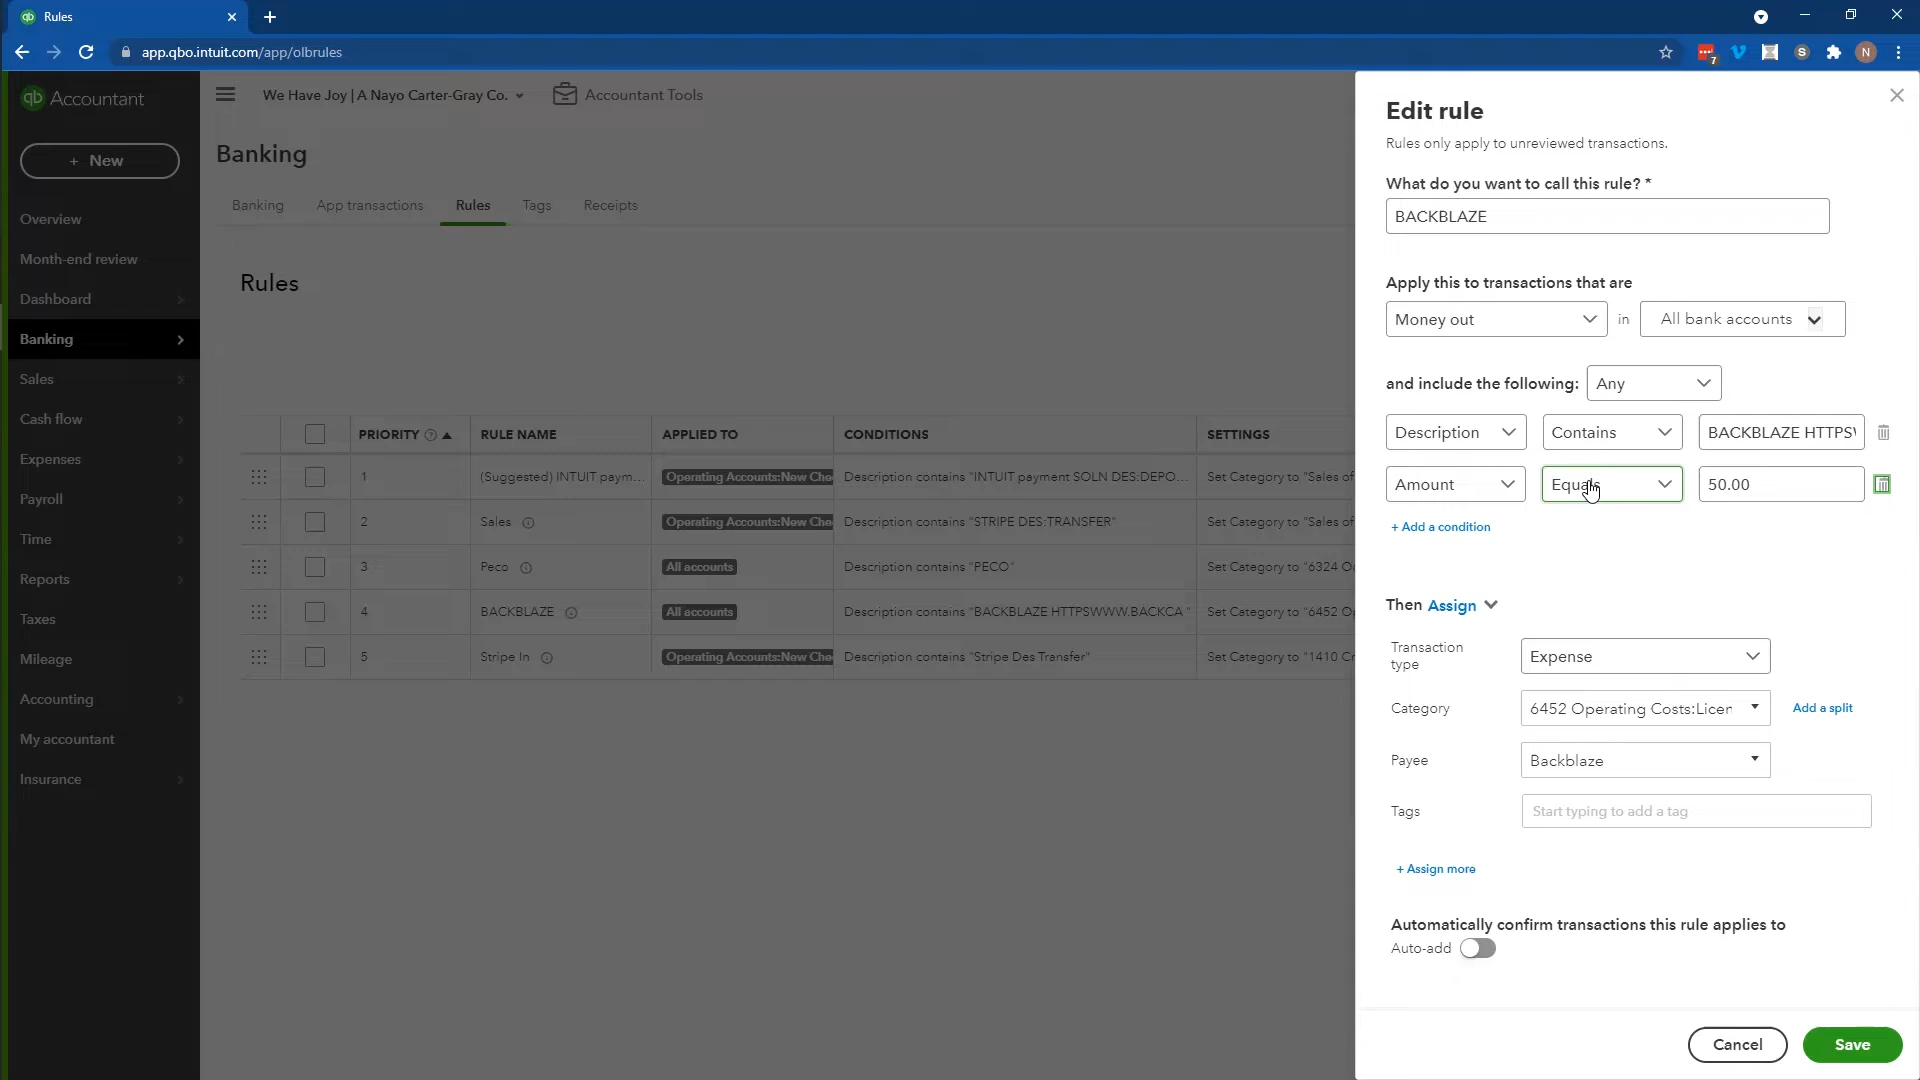 Rules
app.qbo.intuit.com/app/olbrules
7
S
N
qb Accountant
We Have Joy | A Nayo Carter-Gray Co.
Accountant Tools
+ New
Overview
Month-end review
Dashboard
Banking
Sales
Cash flow
Expenses
Payroll
Time
Reports
Taxes
Mileage
Accounting
My accountant
Insurance
Banking
Banking App transactions Rules Tags Receipts
Rules
PRIORITY RULE NAME APPLIED TO CONDITIONS SETTINGS
1 (Suggested) INTUIT paym... Operating Accounts:New Che Description contains "INTUIT payment SOLN DES:DEPO... Set Category to "Sales of
2 Sales Operating Accounts:New Che Description contains "STRIPE DES:TRANSFER" Set Category to "Sales of
3 Peco All accounts Description contains "PECO" Set Category to "6324 O
4 BACKBLAZE All accounts Description contains "BACKBLAZE HTTPSWWW.BACKCA " Set Category to "6452 O
5 Stripe In Operating Accounts:New Che Description contains "Stripe Des Transfer" Set Category to "1410 Cr
Edit rule
Rules only apply to unreviewed transactions.
What do you want to call this rule? *
BACKBLAZE
Apply this to transactions that are
Money out in All bank accounts
and include the following: Any
Description Contains BACKBLAZE HTTPSW
Amount Equals 50.00
+ Add a condition
Then Assign
Transaction type Expense
Category 6452 Operating Costs:Licen Add a split
Payee Backblaze
Tags Start typing to add a tag
+ Assign more
Automatically confirm transactions this rule applies to
Auto-add
Cancel Save